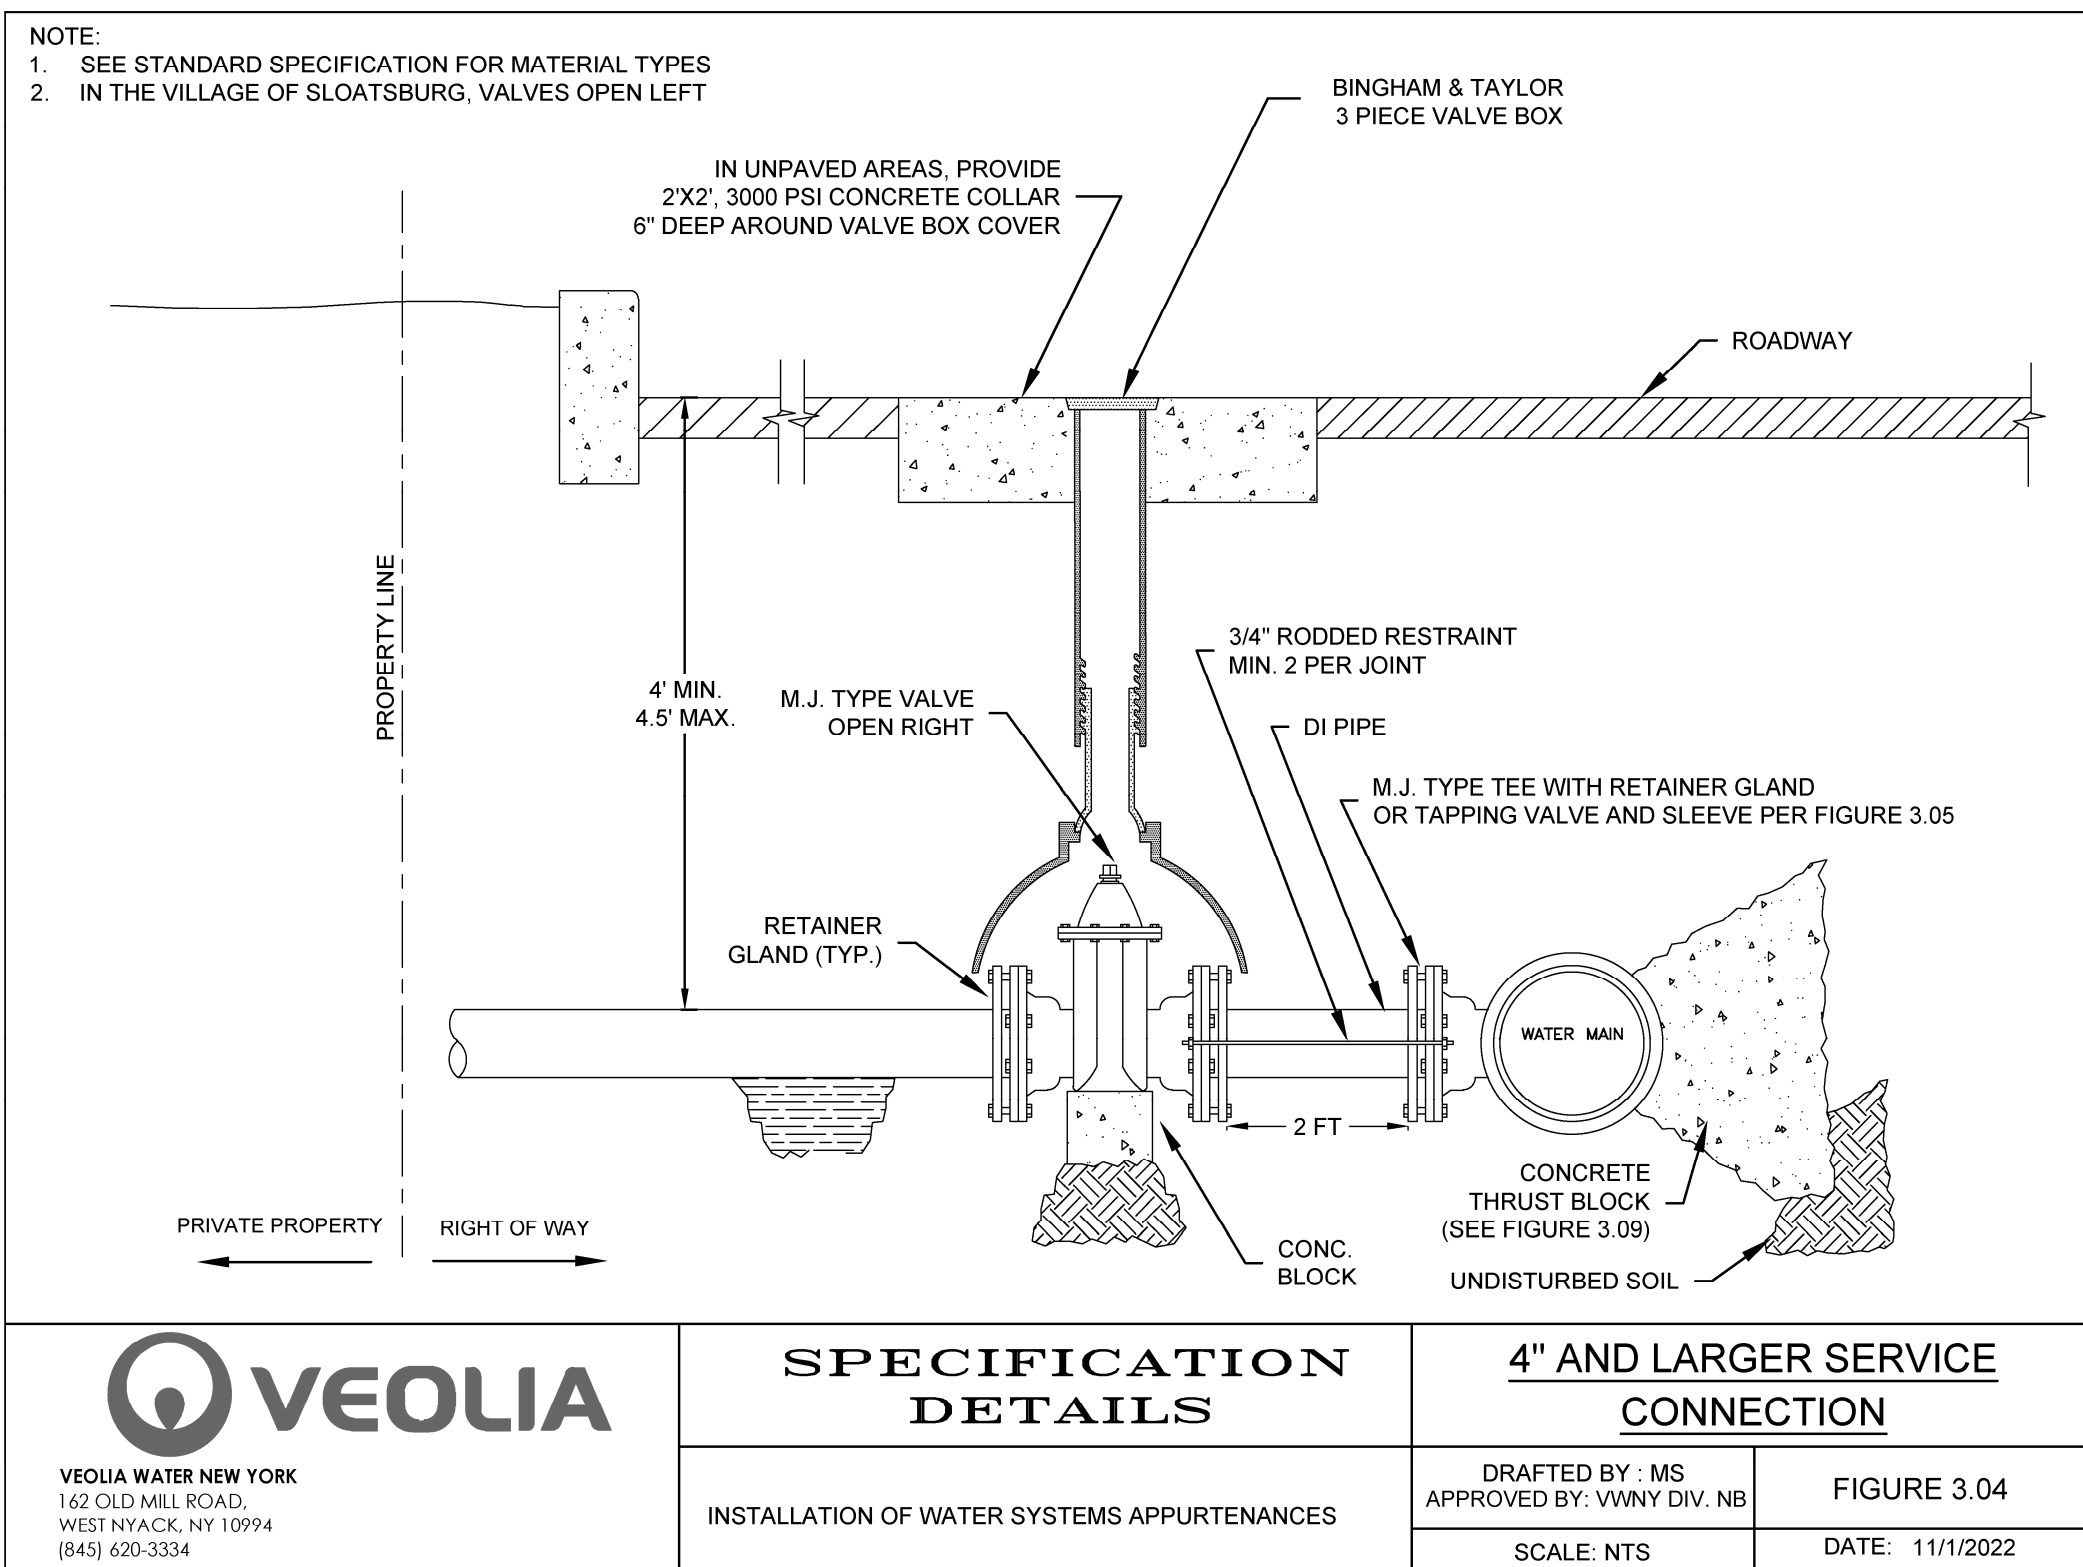 NOTE:
1. SEE STANDARD SPECIFICATION FOR MATERIAL TYPES
2. IN THE VILLAGE OF SLOATSBURG, VALVES OPEN LEFT
BINGHAM & TAYLOR
3 PIECE VALVE BOX
IN UNPAVED AREAS, PROVIDE
2'X2', 3000 PSI CONCRETE COLLAR
6" DEEP AROUND VALVE BOX COVER
ROADWAY
PROPERTY LINE
4' MIN.
4.5' MAX.
M.J. TYPE VALVE
OPEN RIGHT
3/4" RODDED RESTRAINT
MIN. 2 PER JOINT
DI PIPE
M.J. TYPE TEE WITH RETAINER GLAND
OR TAPPING VALVE AND SLEEVE PER FIGURE 3.05
RETAINER
GLAND (TYP.)
WATER MAIN
2 FT
CONCRETE
THRUST BLOCK
(SEE FIGURE 3.09)
PRIVATE PROPERTY
RIGHT OF WAY
CONC.
BLOCK
UNDISTURBED SOIL
VEOLIA
VEOLIA WATER NEW YORK
162 OLD MILL ROAD,
WEST NYACK, NY 10994
(845) 620-3334
SPECIFICATION
DETAILS
INSTALLATION OF WATER SYSTEMS APPURTENANCES
4" AND LARGER SERVICE
CONNECTION
DRAFTED BY : MS
APPROVED BY: VWNY DIV. NB
FIGURE 3.04
SCALE: NTS
DATE: 11/1/2022